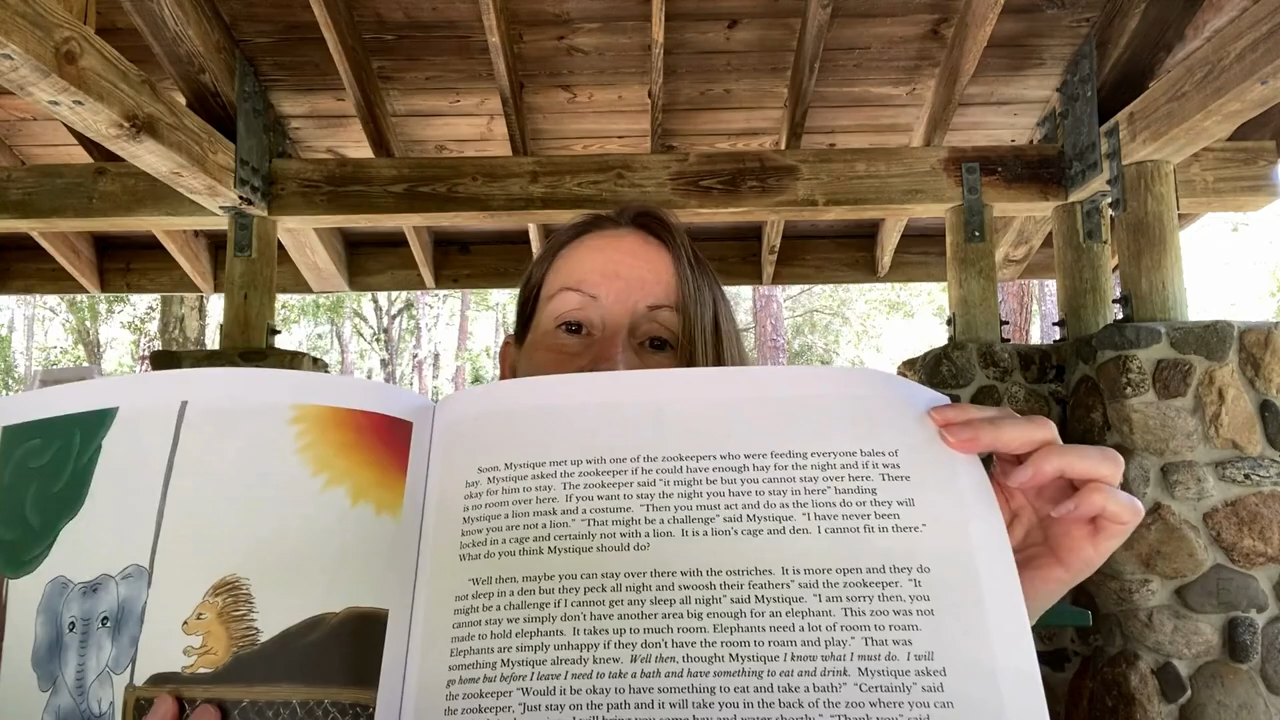 Soon, Mystique met up with one of the zookeepers who were feeding everyone bales of
hay. Mystique asked the zookeeper if he could have enough hay for the night and if it was
okay for him to stay. The zookeeper said “it might be but you cannot stay over here. There
is no room over here. If you want to stay the night you have to stay in here” handing
Mystique a lion mask and a costume. “Then you must act and do as the lions do or they will
know you are not a lion.” “That might be a challenge” said Mystique. “I have never been
locked in a cage and certainly not with a lion. It is a lion’s cage and den. I cannot fit in there.”
What do you think Mystique should do?
“Well then, maybe you can stay over there with the ostriches. It is more open and they do
not sleep in a den but they peck all night and swoosh their feathers” said the zookeeper. “It
might be a challenge if I cannot get any sleep all night” said Mystique. “I am sorry then, you
cannot stay we simply don’t have another area big enough for an elephant. This zoo was not
made to hold elephants. It takes up to much room. Elephants need a lot of room to roam.
Elephants are simply unhappy if they don’t have the room to roam and play.” That was
something Mystique already knew. Well then, thought Mystique I know what I must do. I will
go home but before I leave I need to take a bath and have something to eat and drink. Mystique asked
the zookeeper “Would it be okay to have something to eat and take a bath?” “Certainly” said
the zookeeper, “Just stay on the path and it will take you in the back of the zoo where you can
I will bring you some hay and water shortly.” “Thank you” said